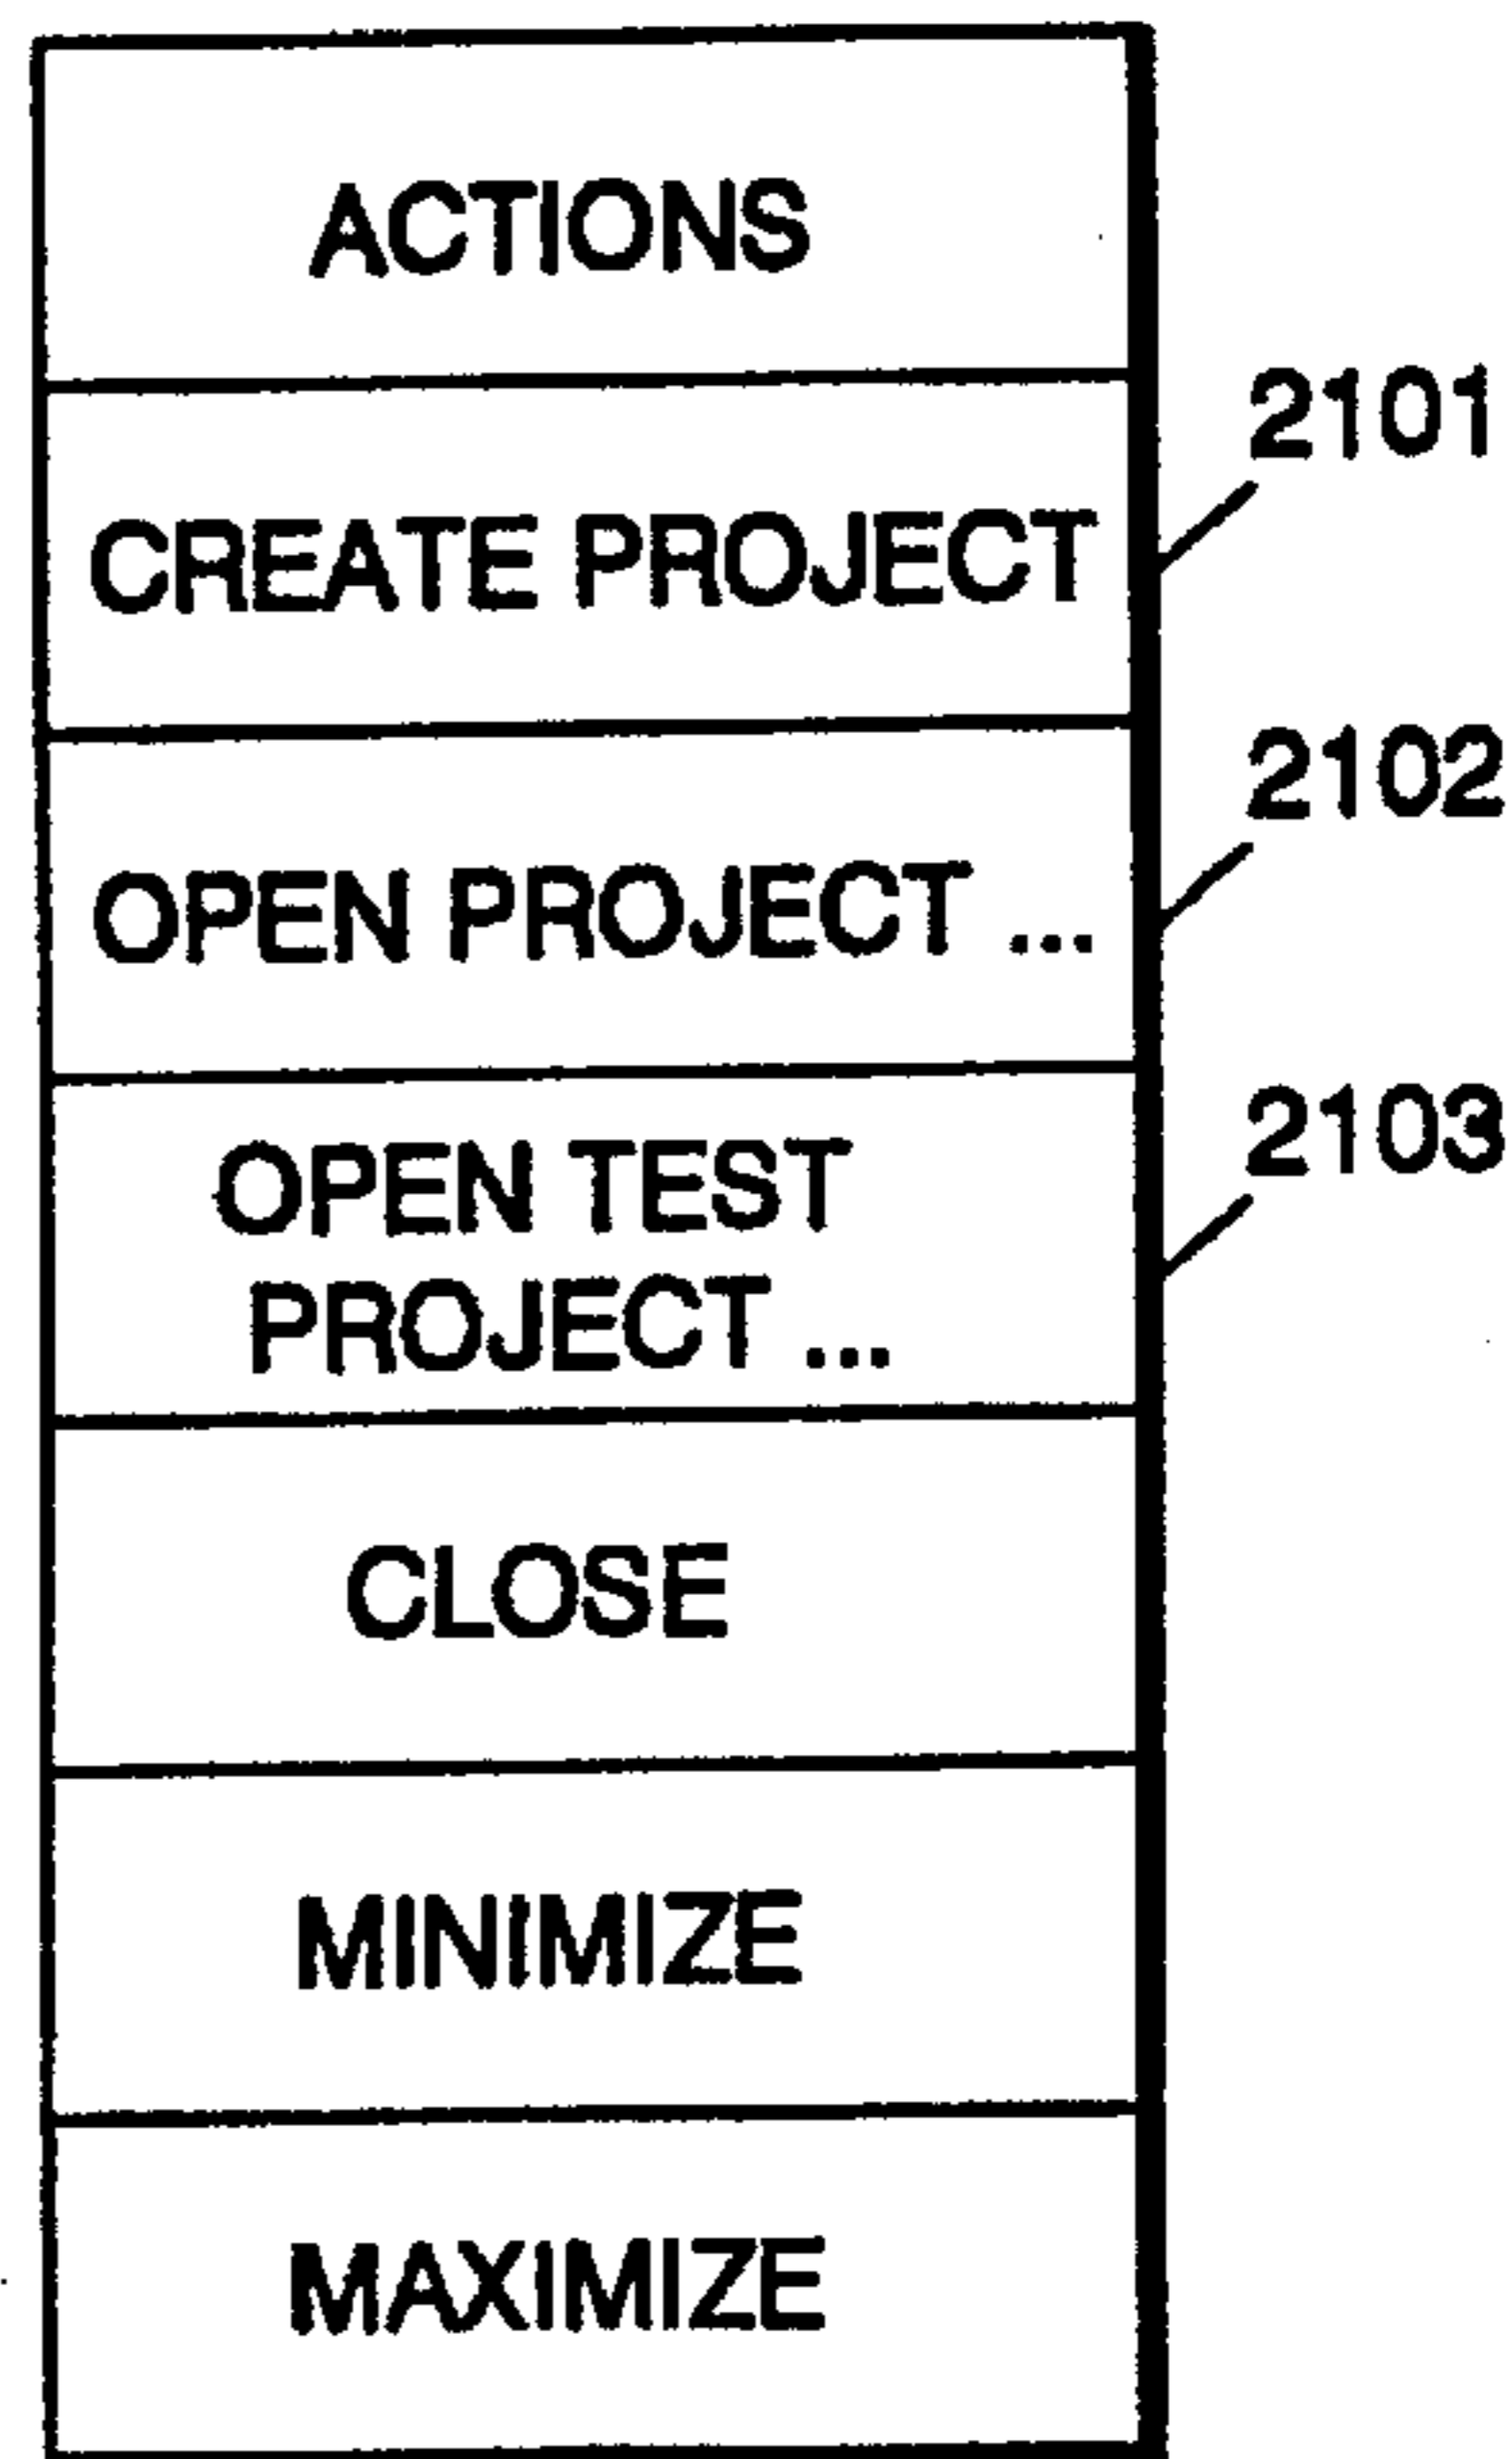 ACTIONS
2101
CREATE PROJECT
2102
OPEN PROJECT ...
2103
OPEN TEST
PROJECT ...
CLOSE
MINIMIZE
MAXIMIZE